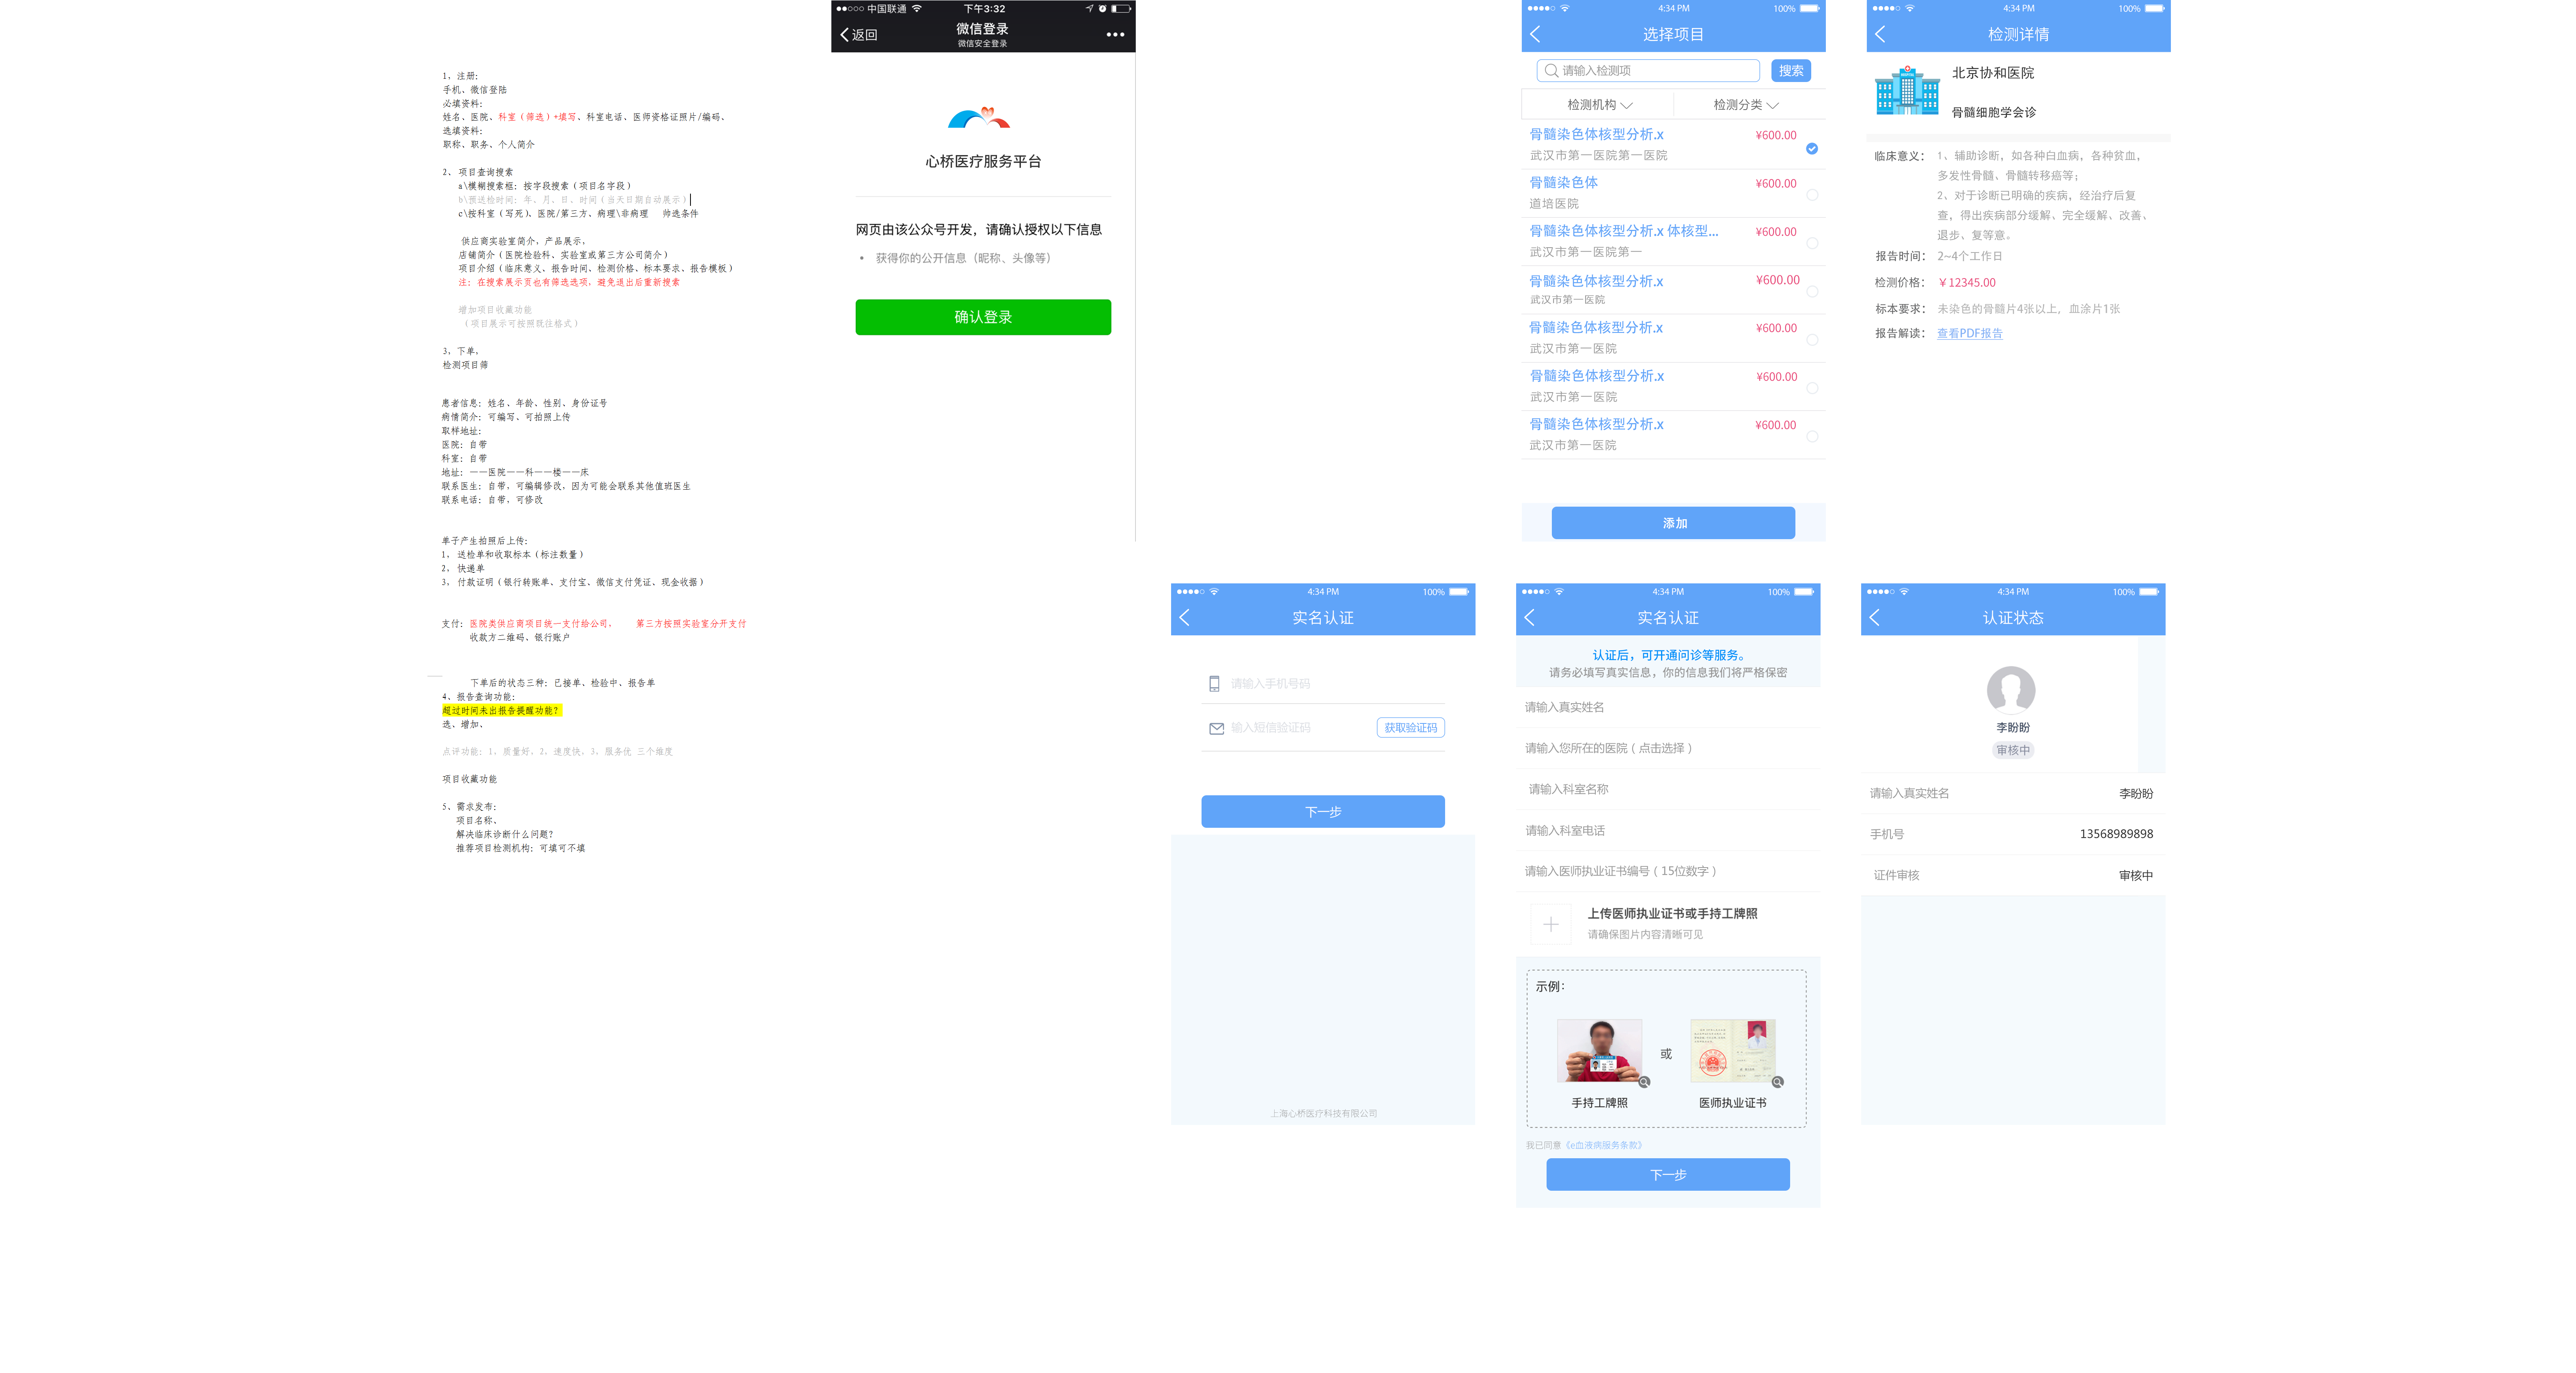 1、注册：
手机、微信登陆
必填资料：
姓名、医院、科室（筛选）+填写、科室电话、医师资格证照片/编码、
选填资料：
职称、职务、个人简介
2、 项目查询搜索
a\模糊搜索框：按字段搜索（项目名字段）
b\预送检时间：年、月、日、时间（当天日期自动展示）
c\按科室（写死）、医院/第三方、病理\非病理 帅选条件
供应商实验室简介，产品展示，
店铺简介（医院检验科、实验室或第三方公司简介）
项目介绍（临床意义、报告时间、检测价格、标本要求、报告模板）
注：在搜索展示页也有筛选选项，避免退出后重新搜索
增加项目收藏功能
（项目展示可按照既往格式）
3、下单，
检测项目筛
患者信息：姓名、年龄、性别、身份证号
病情简介：可编写、可拍照上传
取样地址：
医院：自带
科室：自带
地址：——医院——科——楼——床
联系医生：自带，可编辑修改，因为可能会联系其他值班医生
联系电话：自带，可修改
单子产生拍照后上传：
1、 送检单和收取标本（标注数量）
2、 快递单
3、 付款证明（银行转账单、支付宝、微信支付凭证、现金收据）
支付：医院类供应商项目统一支付给公司， 第三方按照实验室分开支付
收款方二维码、银行账户
下单后的状态三种：已接单、检验中、报告单
4、报告查询功能：
超过时间未出报告提醒功能？
选、增加、
点评功能：1、质量好、2、速度快、3、服务优 三个维度
项目收藏功能
5、需求发布：
项目名称、
解决临床诊断什么问题？
推荐项目检测机构：可填可不填
中国联通 下午3:32
返回 微信登录
微信安全登录
心桥医疗服务平台
网页由该公众号开发，请确认授权以下信息
• 获得你的公开信息（昵称、头像等）
确认登录
4:34 PM 100%
选择项目
请输入检测项 搜索
检测机构 检测分类
骨髓染色体核型分析.x ¥600.00
武汉市第一医院第一医院
骨髓染色体 ¥600.00
道培医院
骨髓染色体核型分析.x 体核型... ¥600.00
武汉市第一医院第一
骨髓染色体核型分析.x ¥600.00
武汉市第一医院
骨髓染色体核型分析.x ¥600.00
武汉市第一医院
骨髓染色体核型分析.x ¥600.00
武汉市第一医院
骨髓染色体核型分析.x ¥600.00
武汉市第一医院
添加
4:34 PM 100%
检测详情
北京协和医院
骨髓细胞学会诊
临床意义： 1、辅助诊断，如各种白血病，各种贫血，
多发性骨髓、骨髓转移癌等；
2、对于诊断已明确的疾病，经治疗后复
查，得出疾病部分缓解、完全缓解、改善、
退步、复等意。
报告时间： 2~4个工作日
检测价格： ￥12345.00
标本要求： 未染色的骨髓片4张以上，血涂片1张
报告解读： 查看PDF报告
4:34 PM 100%
实名认证
请输入手机号码
输入短信验证码 获取验证码
下一步
上海心桥医疗科技有限公司
4:34 PM 100%
实名认证
认证后，可开通问诊等服务。
请务必填写真实信息，你的信息我们将严格保密
请输入真实姓名
请输入您所在的医院（点击选择）
请输入科室名称
请输入科室电话
请输入医师执业证书编号（15位数字）
上传医师执业证书或手持工牌照
请确保图片内容清晰可见
示例：
或
手持工牌照 医师执业证书
我已同意《e血液病服务条款》
下一步
4:34 PM 100%
认证状态
李盼盼
审核中
请输入真实姓名 李盼盼
手机号 13568989898
证件审核 审核中